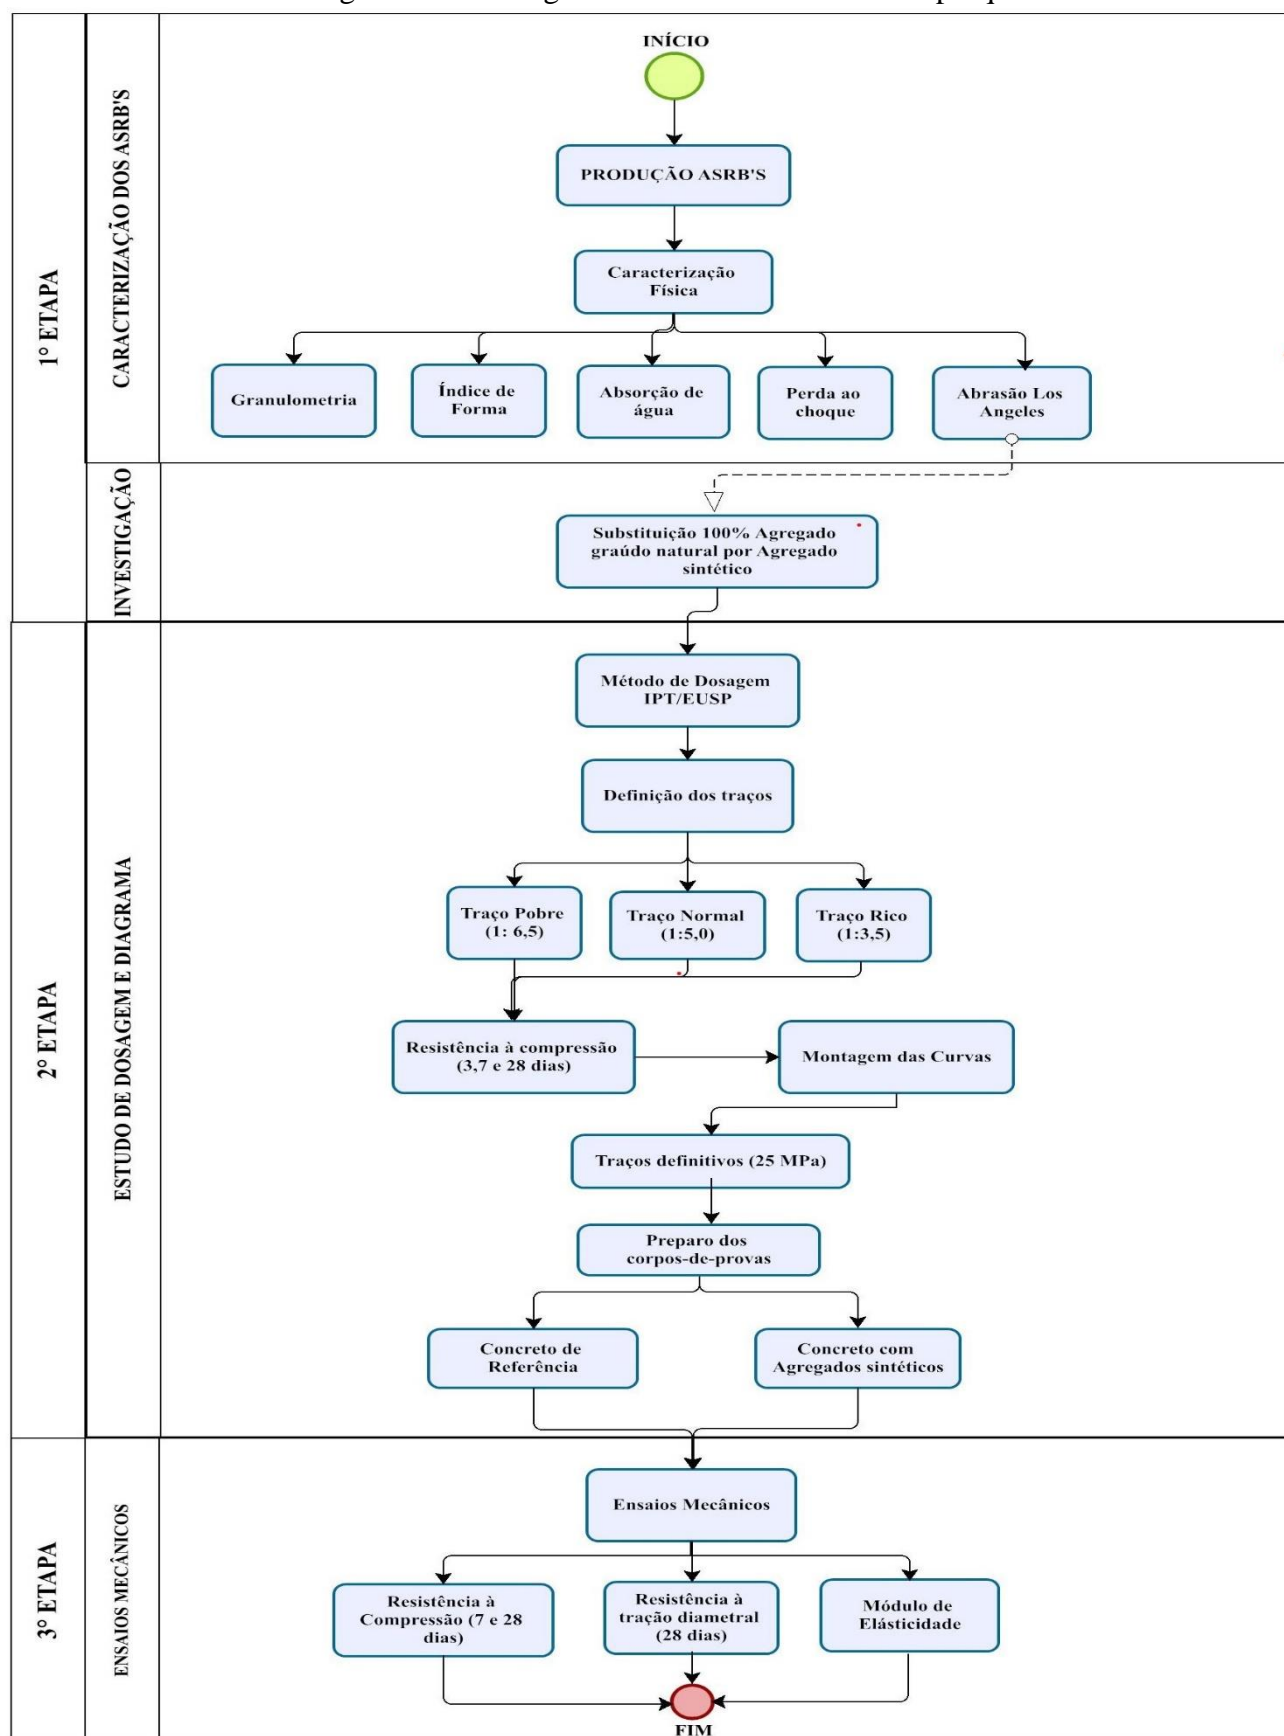 INÍCIO
1° ETAPA
CARACTERIZAÇÃO DOS ASRB'S
PRODUÇÃO ASRB'S
Caracterização
Física
Granulometria
Índice de
Forma
Absorção de
água
Perda ao
choque
Abrasão Los
Angeles
INVESTIGAÇÃO
Substituição 100% Agregado
graúdo natural por Agregado
sintético
2° ETAPA
ESTUDO DE DOSAGEM E DIAGRAMA
Método de Dosagem
IPT/EUSP
Definição dos traços
Traço Pobre
(1: 6,5)
Traço Normal
(1:5,0)
Traço Rico
(1:3,5)
Resistência à compressão
(3,7 e 28 dias)
Montagem das Curvas
Traços definitivos (25 MPa)
Preparo dos
corpos-de-provas
Concreto de
Referência
Concreto com
Agregados sintéticos
3° ETAPA
ENSAIOS MECÂNICOS
Ensaios Mecânicos
Resistência à
Compressão (7 e 28
dias)
Resistência à
tração diametral
(28 dias)
Módulo de
Elásticidade
FIM